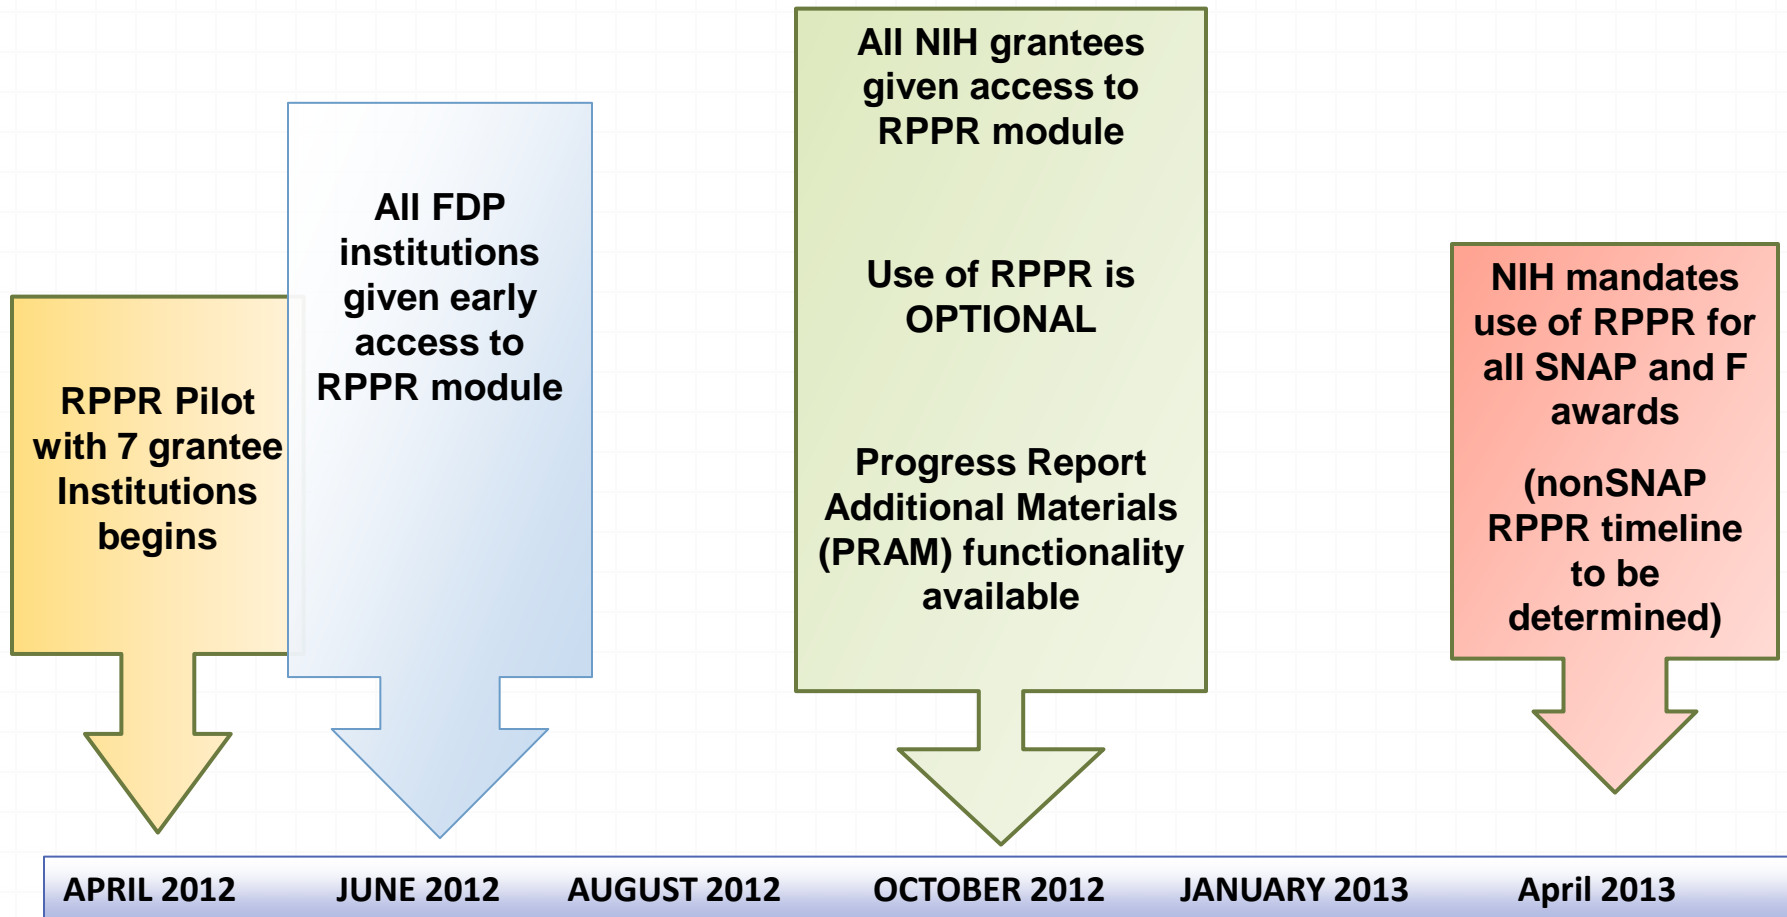 RPPR Pilot
with 7 grantee
Institutions
begins
All FDP
institutions
given early
access to
RPPR module
All NIH grantees
given access to
RPPR module
Use of RPPR is
OPTIONAL
Progress Report
Additional Materials
(PRAM) functionality
available
NIH mandates
use of RPPR for
all SNAP and F
awards
(nonSNAP
RPPR timeline
to be
determined)
APRIL 2012 JUNE 2012 AUGUST 2012 OCTOBER 2012 JANUARY 2013 April 2013